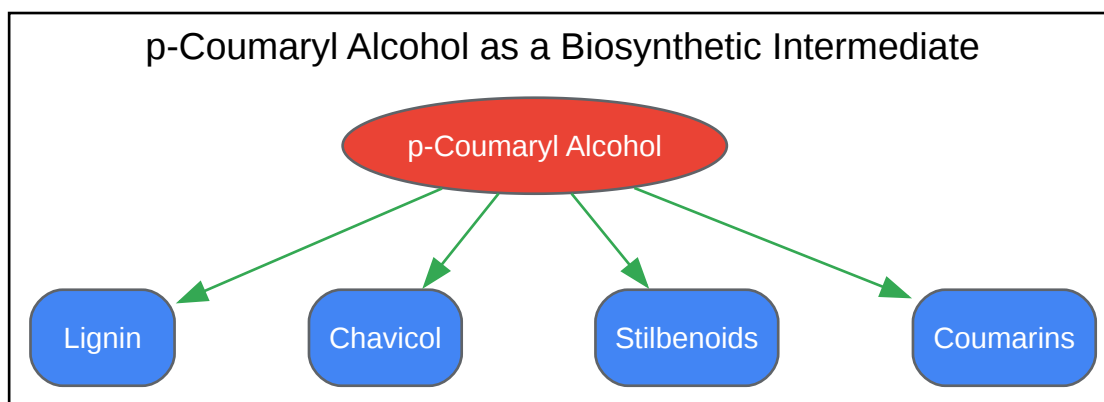 p-Coumaryl Alcohol as a Biosynthetic Intermediate
p-Coumaryl Alcohol
Lignin
Chavicol
Stilbenoids
Coumarins